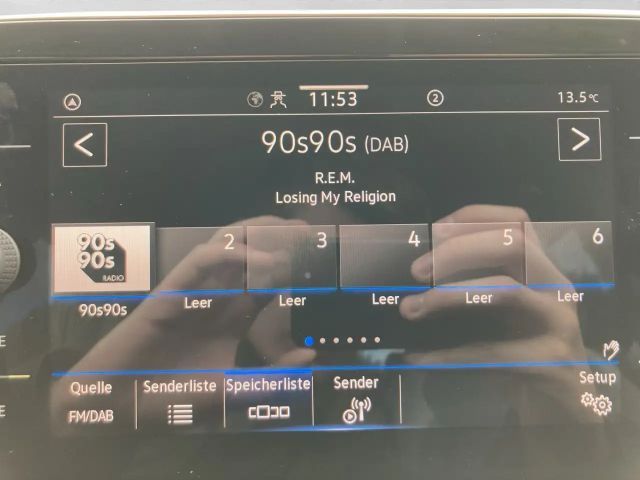 11:53
2
13.5°C
90s90s (DAB)
R.E.M.
Losing My Religion
90s
90s
RADIO
2
3
4
5
6
90s90s
Leer
Leer
Leer
Leer
Leer
Quelle
Senderliste
Speicherliste
Sender
Setup
FM/DAB